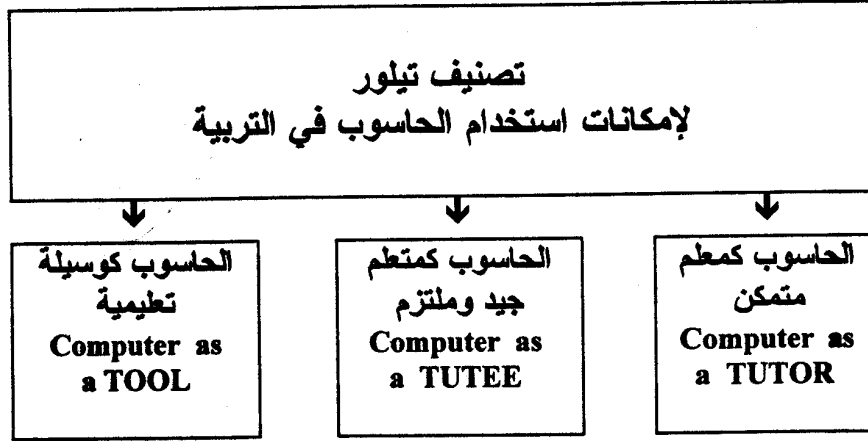 تصنيف تيلور
لإمكانات استخدام الحاسوب في التربية
الحاسوب كمعلم
متمكن
Computer as
a TUTOR
الحاسوب كمتعلم
جيد وملتزم
Computer as
a TUTEE
الحاسوب كوسيلة
تعليمية
Computer as
a TOOL